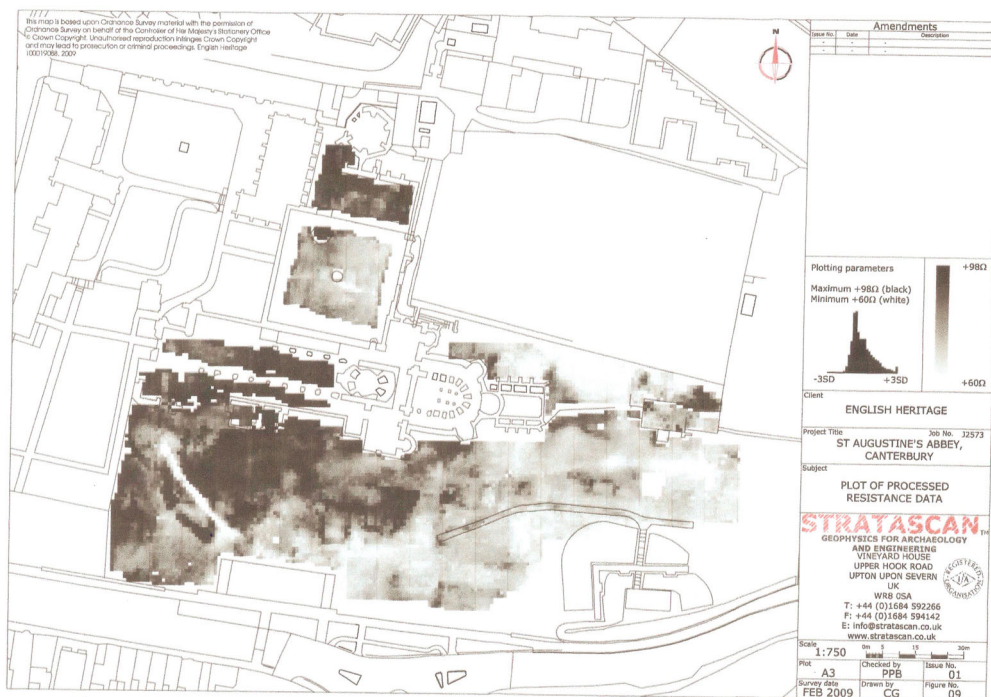 This map is based upon Ordnance Survey material with the permission of
Ordnance Survey on behalf of the Controller of Her Majesty's Stationery Office
© Crown Copyright. Unauthorised reproduction infringes Crown Copyright
and may lead to prosecution or criminal proceedings. English Heritage
100019088, 2009
N
Amendments
Issue No. Date Description
- - -
- - -
Plotting parameters
Maximum +98Ω (black)
Minimum +60Ω (white)
-3SD +3SD
+98Ω
+60Ω
Client
ENGLISH HERITAGE
Project Title Job No. J2573
ST AUGUSTINE'S ABBEY,
CANTERBURY
Subject
PLOT OF PROCESSED
RESISTANCE DATA
STRATASCAN TM
GEOPHYSICS FOR ARCHAEOLOGY
AND ENGINEERING
VINEYARD HOUSE
UPPER HOOK ROAD
UPTON UPON SEVERN
UK
WR8 0SA
T: +44 (0)1684 592266
F: +44 (0)1684 594142
E: info@stratascan.co.uk
www.stratascan.co.uk
REGISTERED
ORGANISATION
Scale
1:750
0m 5 15 30m
Plot
A3
Checked by
PPB
Issue No.
01
Survey date
FEB 2009
Drawn by
CG
Figure No.
09